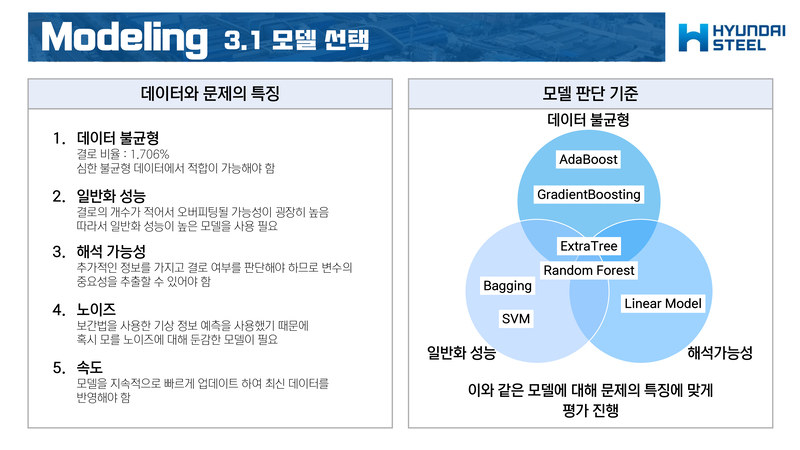 Modeling 3.1 모델 선택
HYUNDAI
STEEL
데이터와 문제의 특징
1. 데이터 불균형
결로 비율 : 1.706%
심한 불균형 데이터에서 적합이 가능해야 함
2. 일반화 성능
결로의 개수가 적어서 오버피팅될 가능성이 굉장히 높음
따라서 일반화 성능이 높은 모델을 사용 필요
3. 해석 가능성
추가적인 정보를 가지고 결로 여부를 판단해야 하므로 변수의
중요성을 추출할 수 있어야 함
4. 노이즈
보간법을 사용한 기상 정보 예측을 사용했기 때문에
혹시 모를 노이즈에 대해 둔감한 모델이 필요
5. 속도
모델을 지속적으로 빠르게 업데이트 하여 최신 데이터를
반영해야 함
모델 판단 기준
데이터 불균형
AdaBoost
GradientBoosting
ExtraTree
Random Forest
Bagging
Linear Model
SVM
일반화 성능
해석가능성
이와 같은 모델에 대해 문제의 특징에 맞게
평가 진행